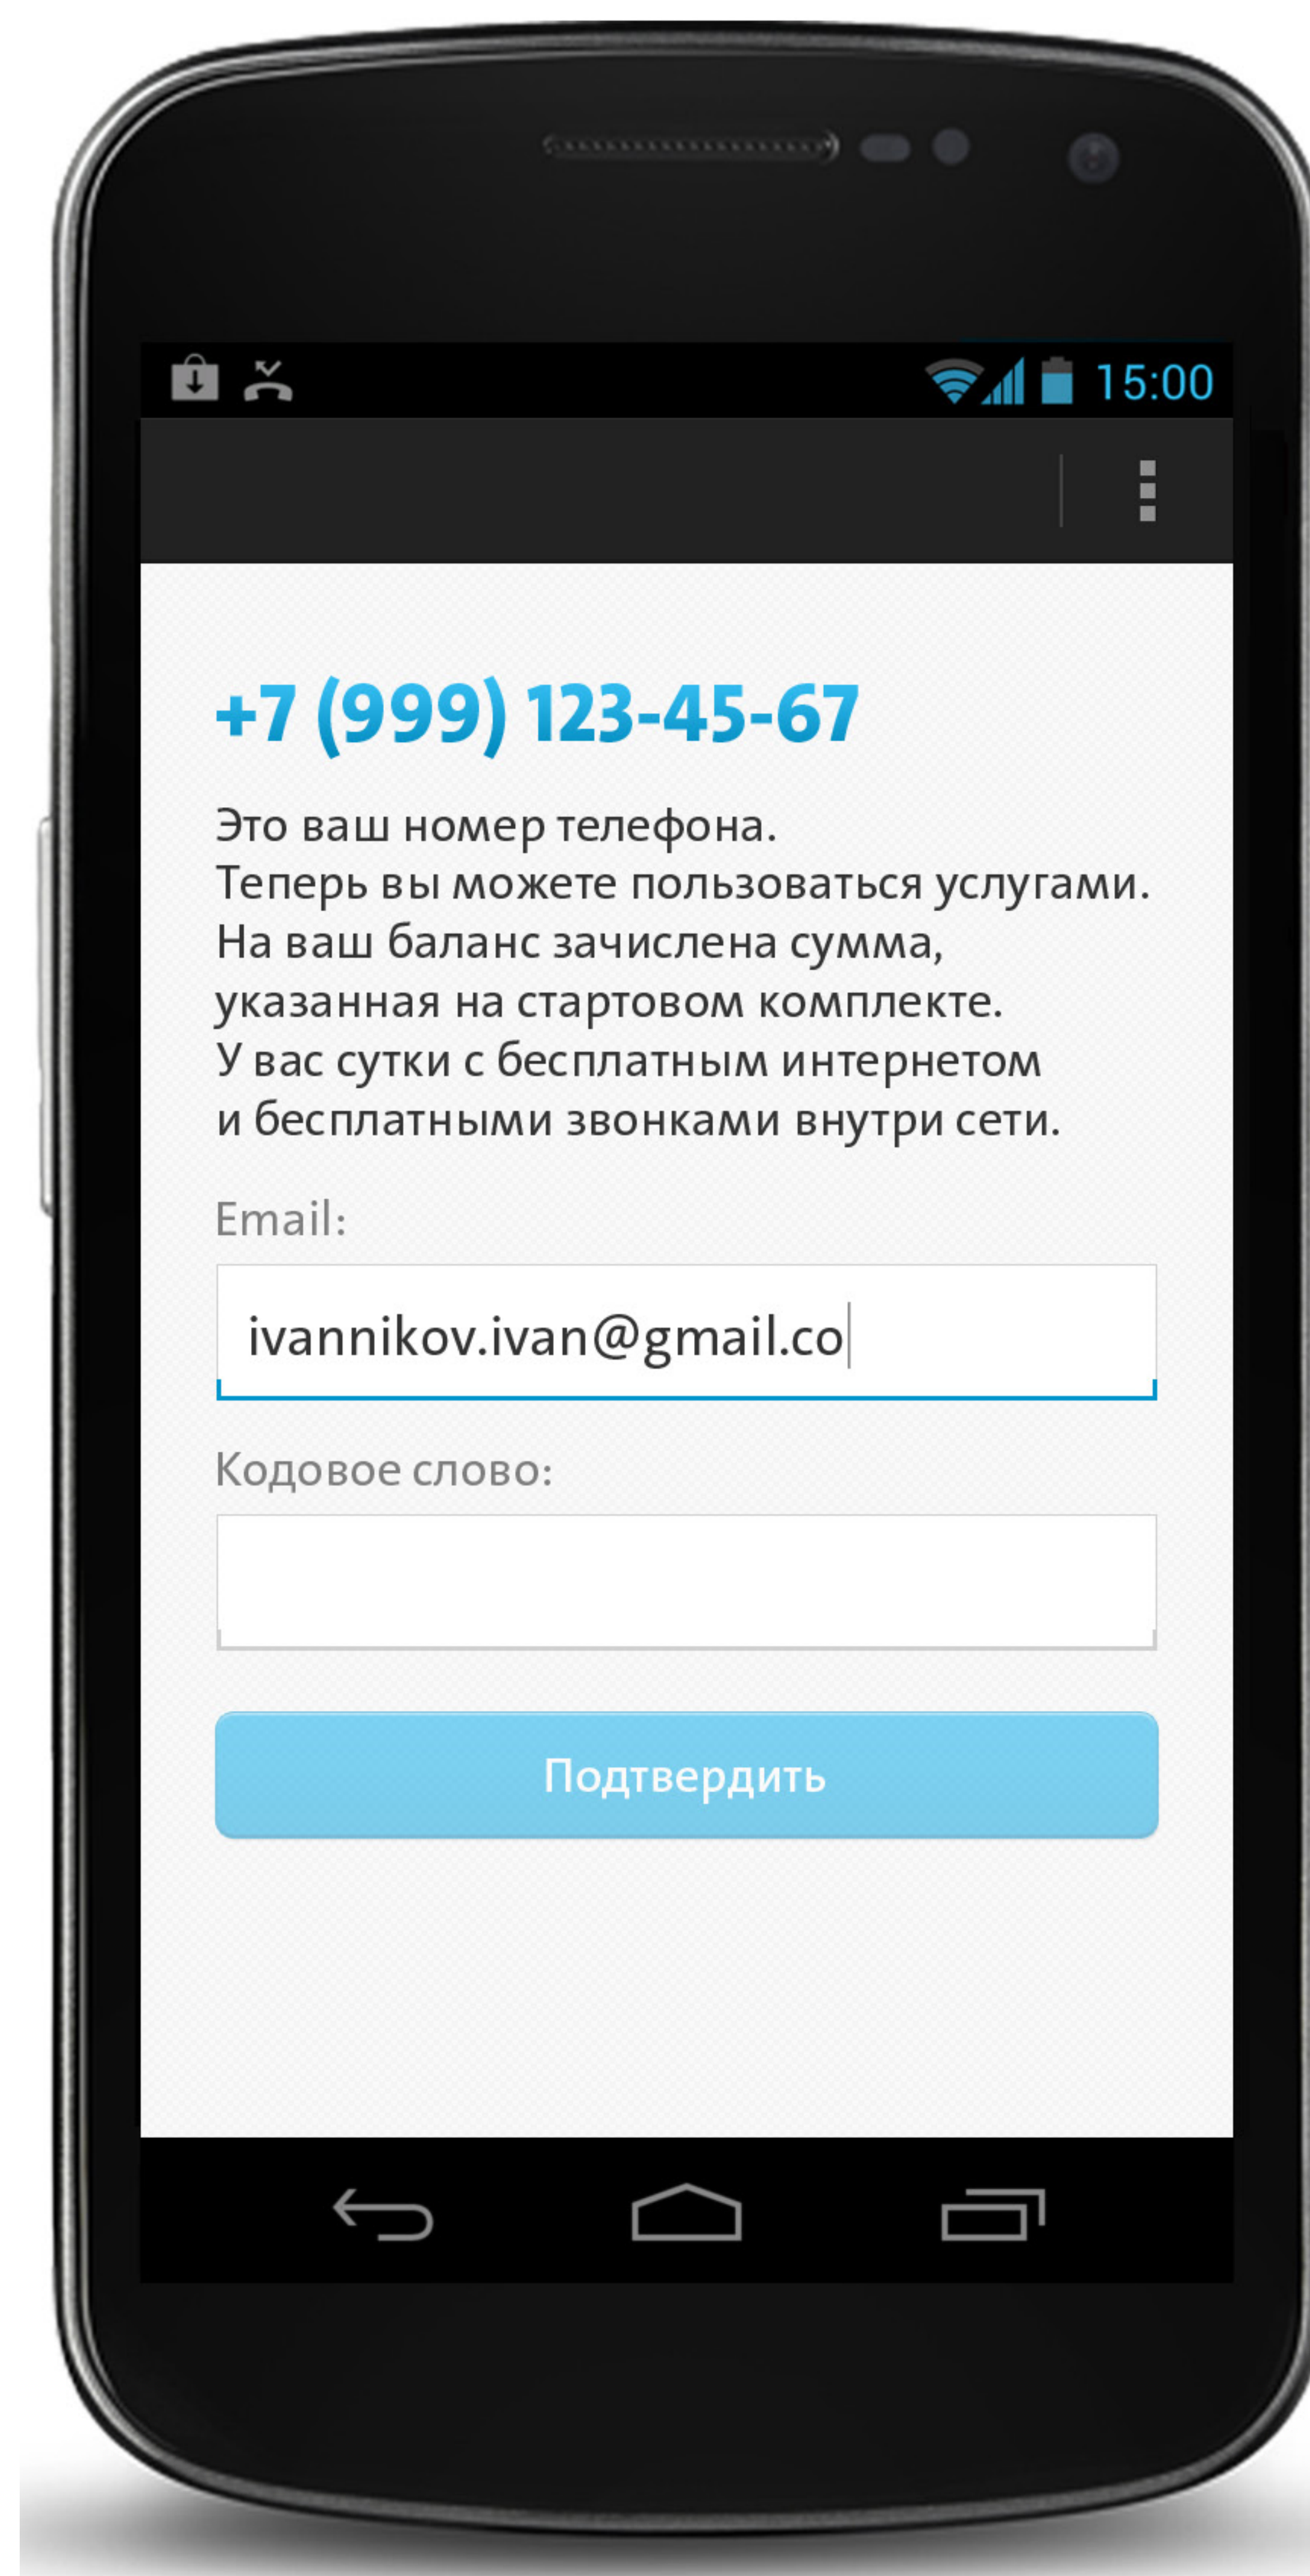 15:00
+7 (999) 123-45-67
Это ваш номер телефона.
Теперь вы можете пользоваться услугами.
На ваш баланс зачислена сумма,
указанная на стартовом комплекте.
У вас сутки с бесплатным интернетом
и бесплатными звонками внутри сети.
Email:
ivannikov.ivan@gmail.co
Кодовое слово:
Подтвердить